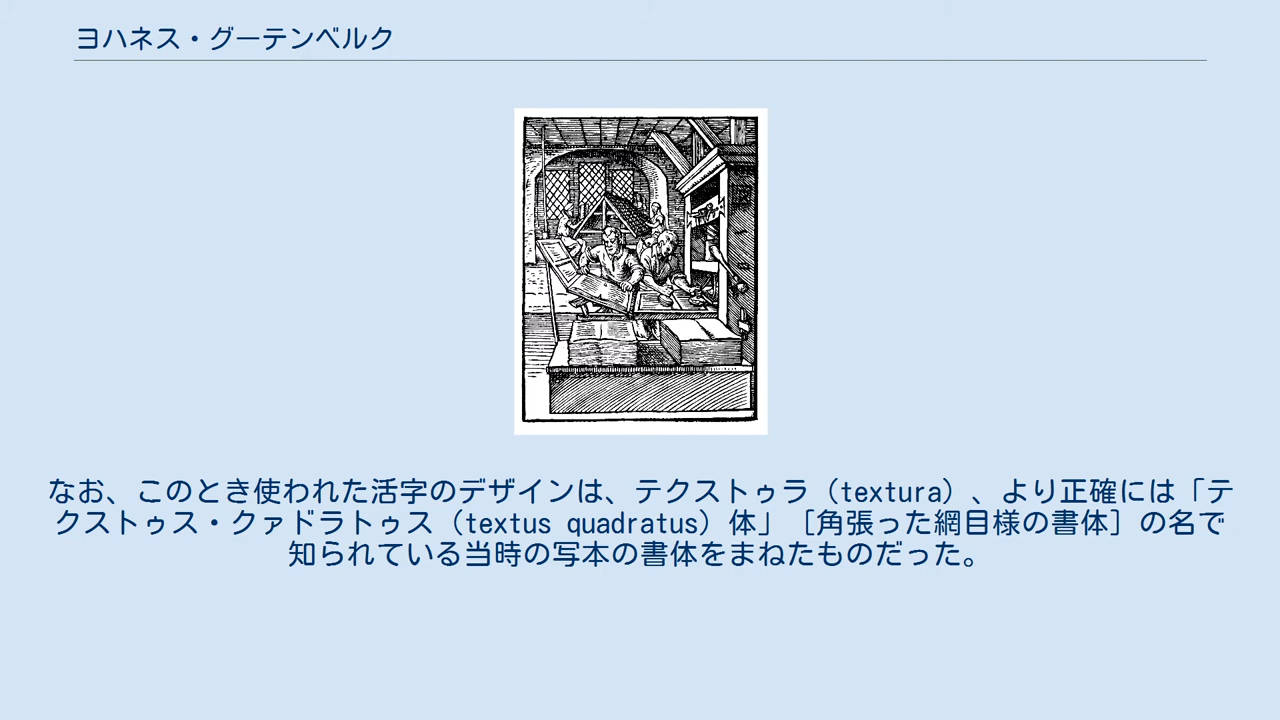 ヨハネス・グーテンベルク
なお、このとき使われた活字のデザインは、テクストゥラ（textura）、より正確には「テ
クストゥス・クァドラトゥス（textus quadratus）体」［角張った網目様の書体］の名で
知られている当時の写本の書体をまねたものだった。